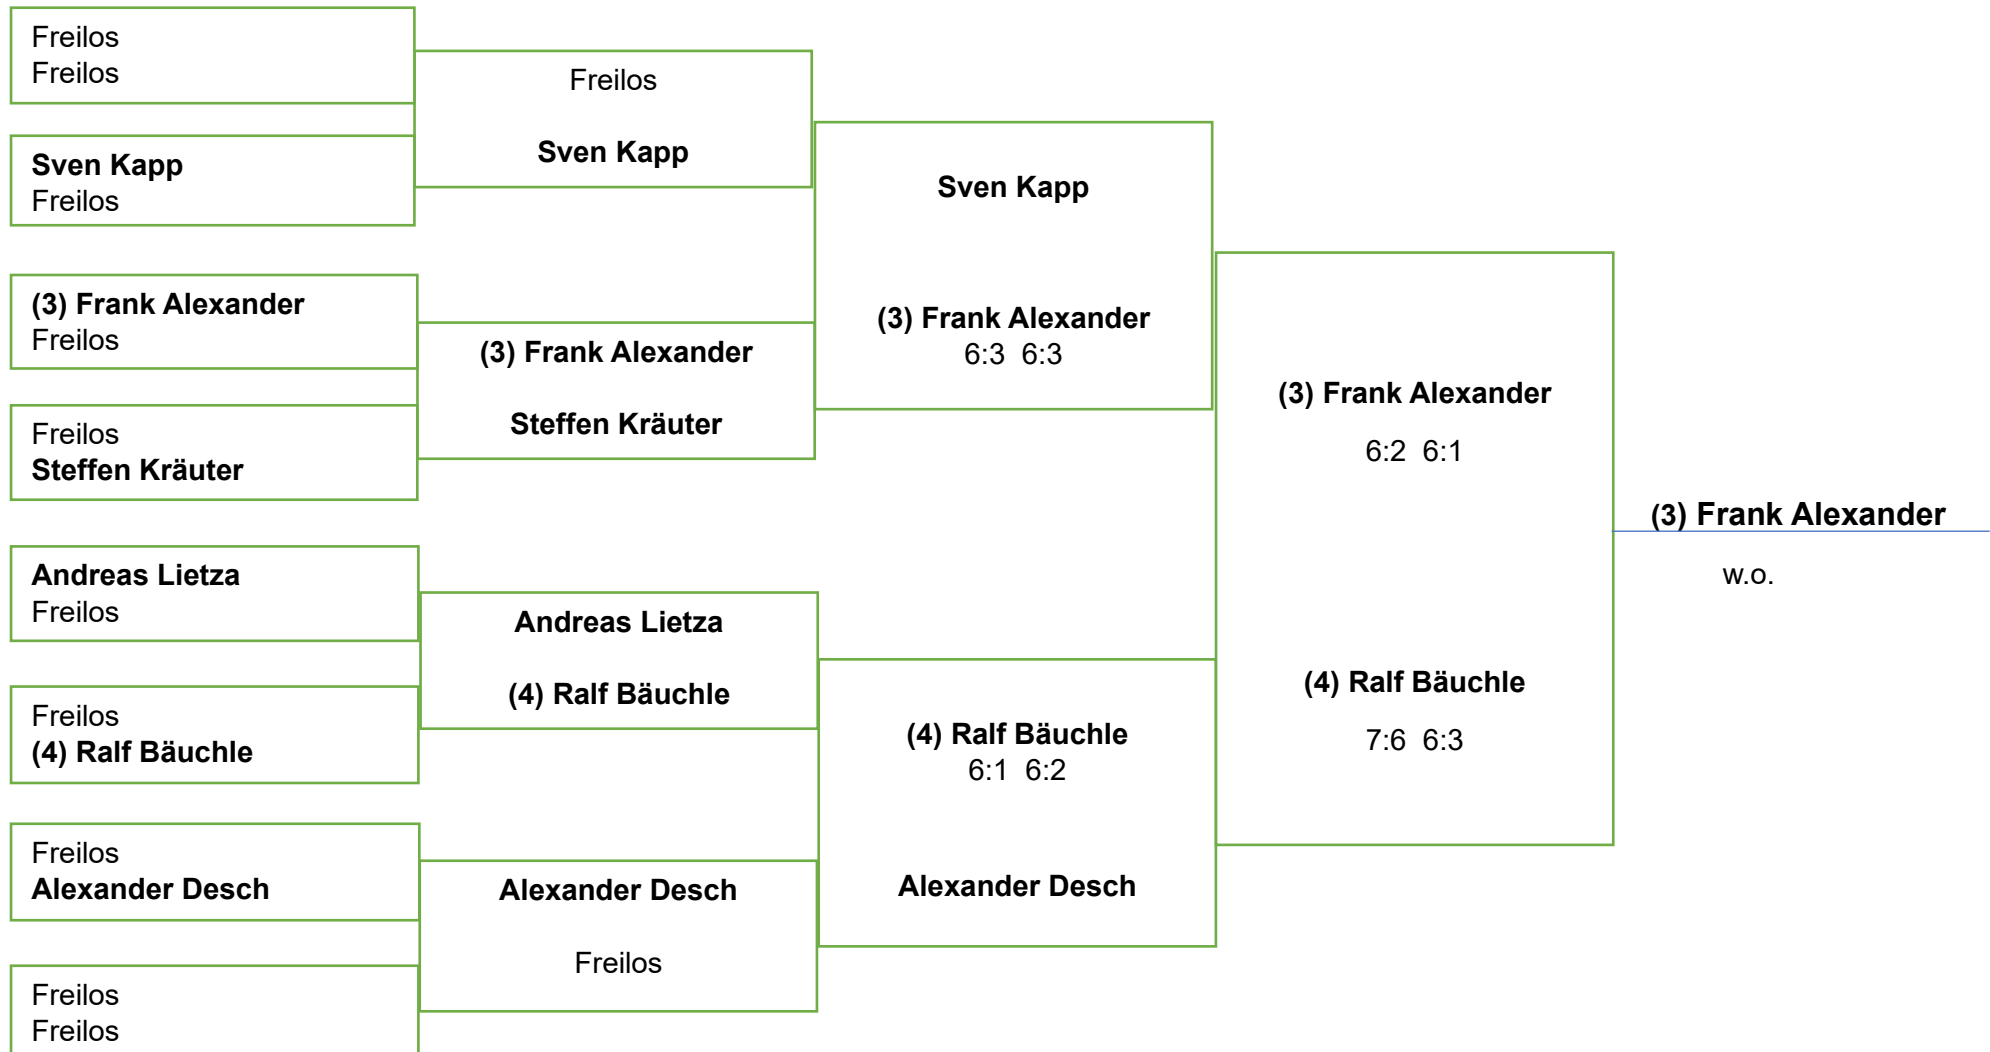 Freilos
Freilos
Sven Kapp
Freilos
(3) Frank Alexander
Freilos
Freilos
Steffen Kräuter
Andreas Lietza
Freilos
Freilos
(4) Ralf Bäuchle
Freilos
Alexander Desch
Freilos
Freilos
Freilos
Sven Kapp
(3) Frank Alexander
Steffen Kräuter
Andreas Lietza
(4) Ralf Bäuchle
Alexander Desch
Freilos
Sven Kapp
(3) Frank Alexander
6:3 6:3
(4) Ralf Bäuchle
6:1 6:2
Alexander Desch
(3) Frank Alexander
6:2 6:1
(4) Ralf Bäuchle
7:6 6:3
(3) Frank Alexander
w.o.